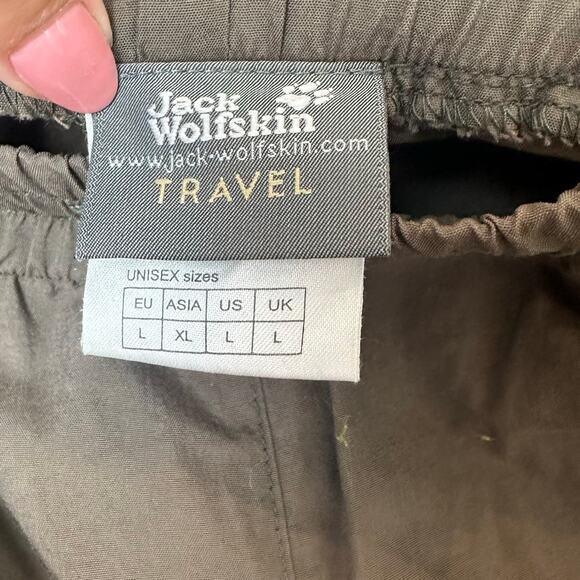 Jack
Wolfskin
www.jack-wolfskin.com
TRAVEL
UNISEX sizes
EU ASIA US UK
L XL L L